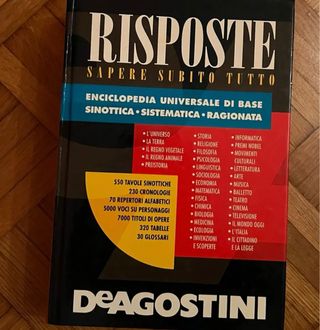 RISPOSTE
SAPERE SUBITO TUTTO
ENCICLOPEDIA UNIVERSALE DI BASE
SINOTTICA • SISTEMATICA • RAGIONATA
• L'UNIVERSO
• LA TERRA
• IL REGNO VEGETALE
• IL REGNO ANIMALE
• PREISTORIA
• STORIA
• RELIGIONE
• FILOSOFIA
• PSICOLOGIA
• LINGUISTICA
• SOCIOLOGIA
• ECONOMIA
• MATEMATICA
• FISICA
• CHIMICA
• BIOLOGIA
• MEDICINA
• ECOLOGIA
• INVENZIONI
E SCOPERTE
• INFORMATICA
• PREMI NOBEL
• MOVIMENTI
CULTURALI
• LETTERATURA
• ARTE
• MUSICA
• BALLETTO
• TEATRO
• CINEMA
• TELEVISIONE
• IL MONDO OGGI
• L'ITALIA
• IL CITTADINO
E LA LEGGE
550 TAVOLE SINOTTICHE
230 CRONOLOGIE
70 REPERTORI ALFABETICI
5000 VOCI SU PERSONAGGI
7000 TITOLI DI OPERE
320 TABELLE
30 GLOSSARI
DEAGOSTINI